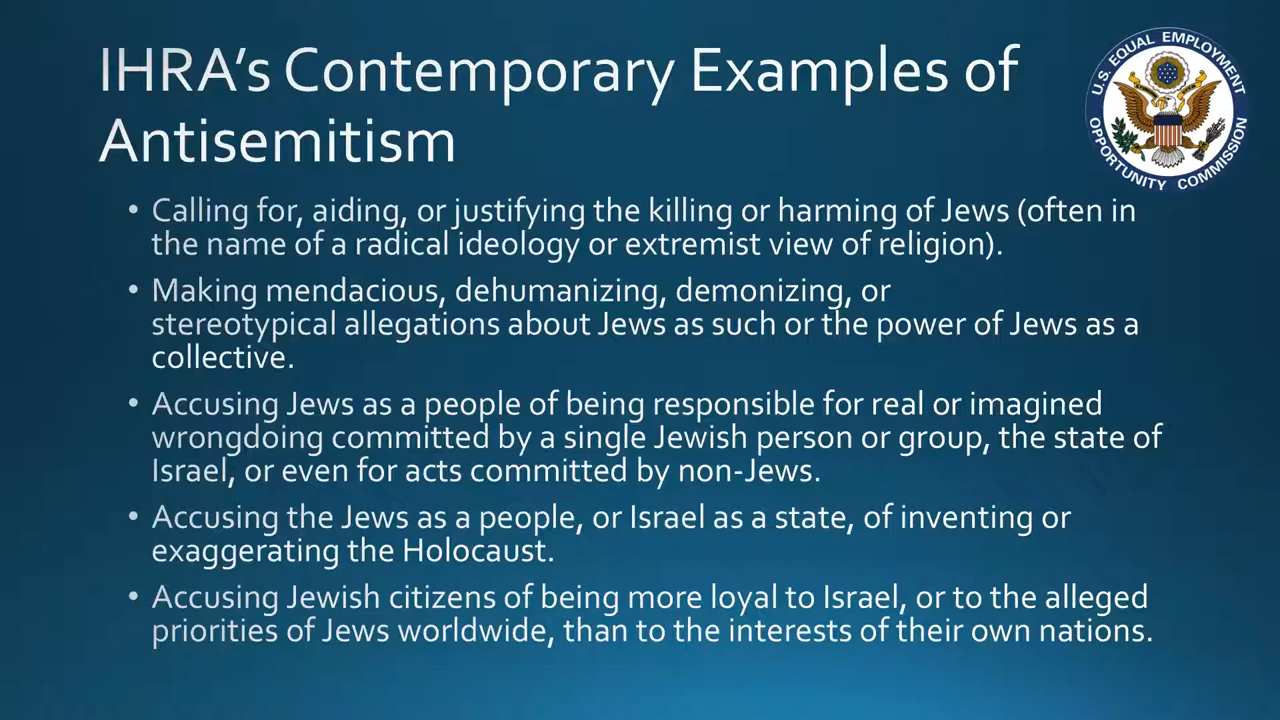 IHRA’s Contemporary Examples of
Antisemitism
U.S. EQUAL EMPLOYMENT
OPPORTUNITY COMMISSION
• Calling for, aiding, or justifying the killing or harming of Jews (often in
the name of a radical ideology or extremist view of religion).
• Making mendacious, dehumanizing, demonizing, or
stereotypical allegations about Jews as such or the power of Jews as a
collective.
• Accusing Jews as a people of being responsible for real or imagined
wrongdoing committed by a single Jewish person or group, the state of
Israel, or even for acts committed by non-Jews.
• Accusing the Jews as a people, or Israel as a state, of inventing or
exaggerating the Holocaust.
• Accusing Jewish citizens of being more loyal to Israel, or to the alleged
priorities of Jews worldwide, than to the interests of their own nations.